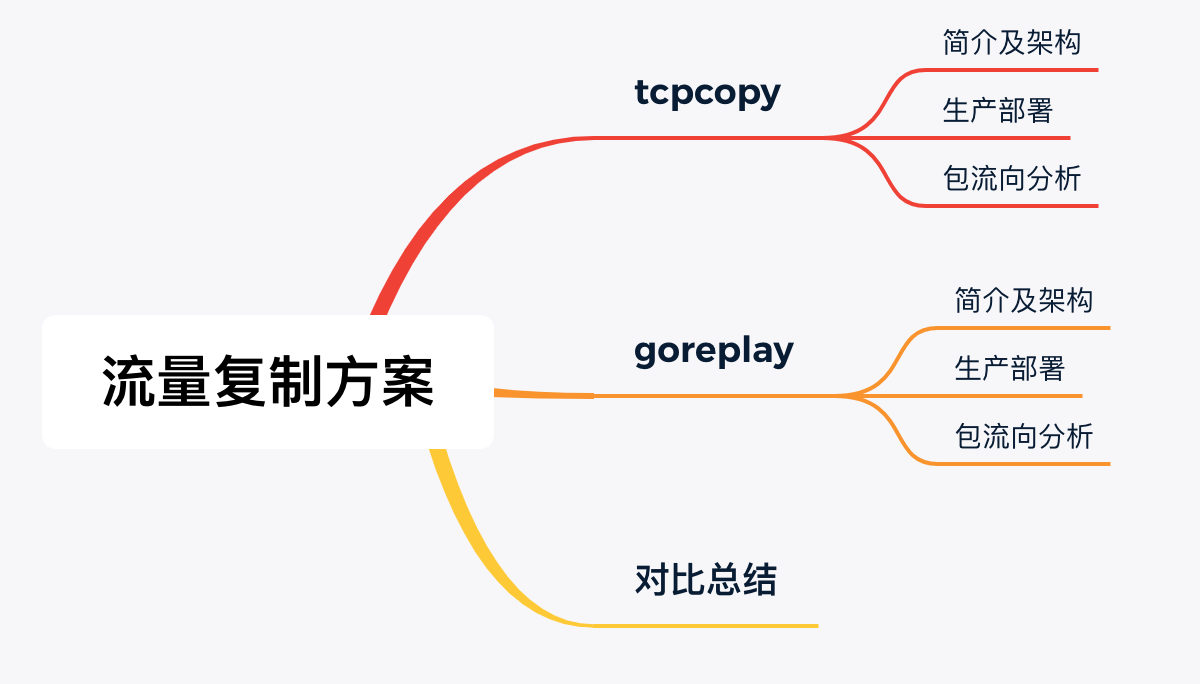 流量复制方案
tcpcopy
简介及架构
生产部署
包流向分析
goreplay
简介及架构
生产部署
包流向分析
对比总结